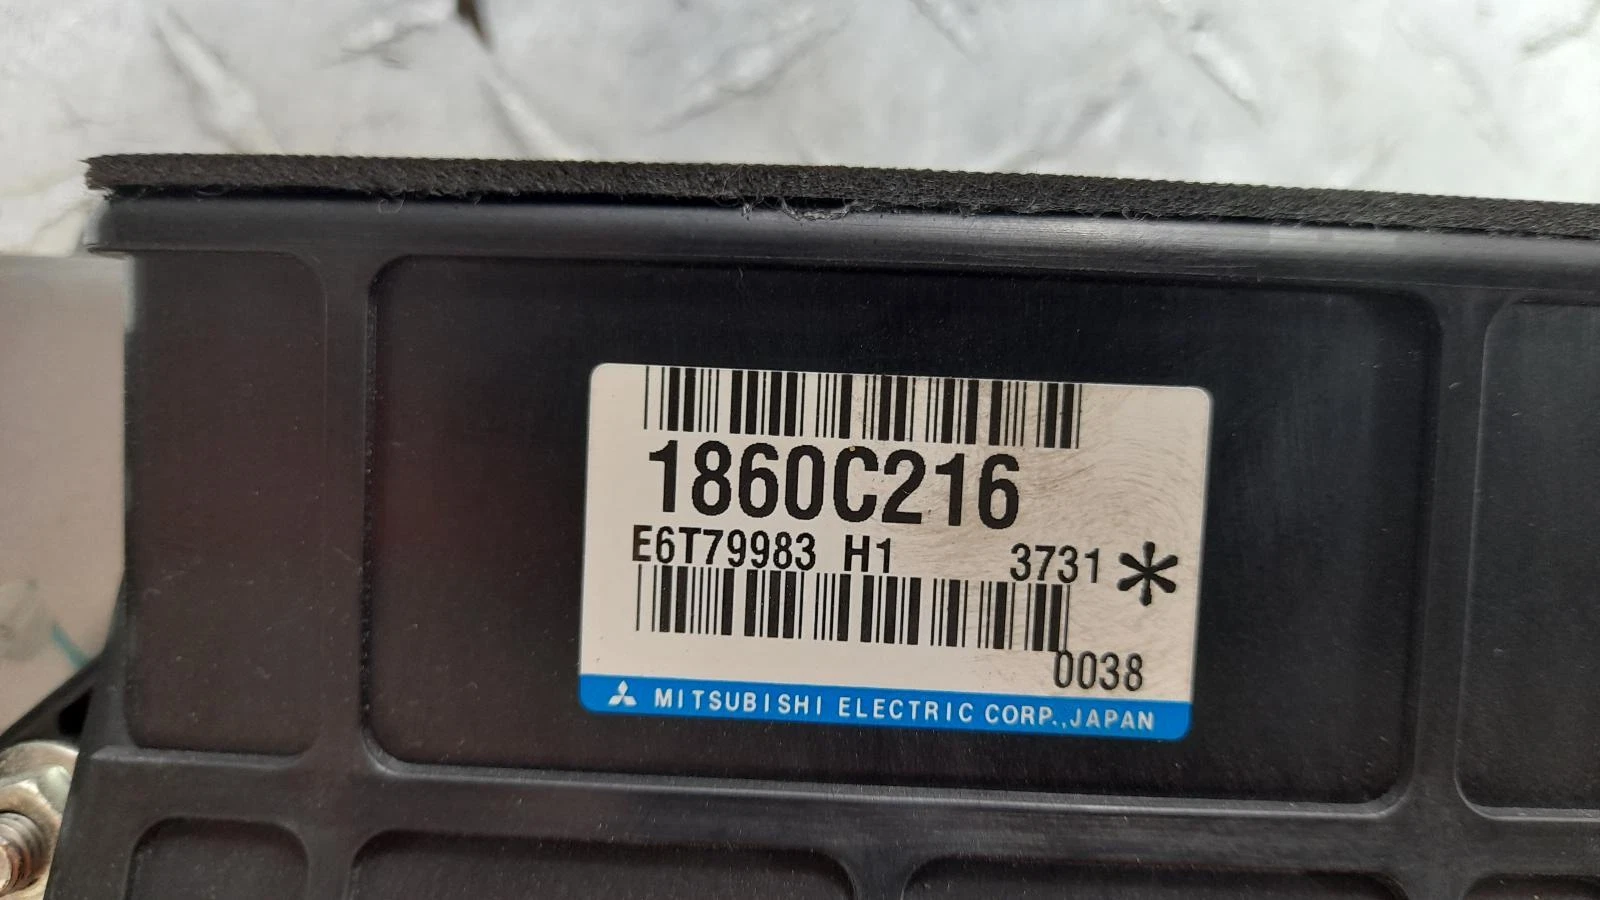 1860C216
E6T79983 H1 3731 *
0038
MITSUBISHI ELECTRIC CORP., JAPAN